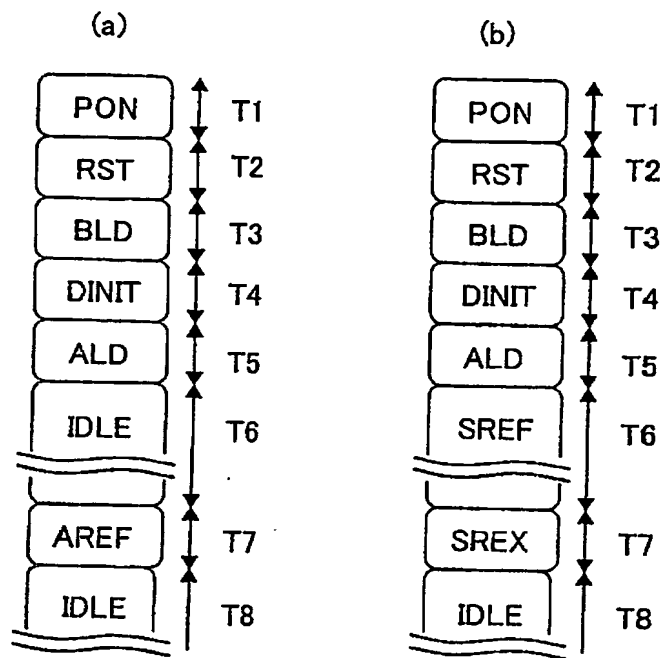 (a)
PON T1
RST T2
BLD T3
DINIT T4
ALD T5
IDLE T6
AREF T7
IDLE T8
(b)
PON T1
RST T2
BLD T3
DINIT T4
ALD T5
SREF T6
SREX T7
IDLE T8